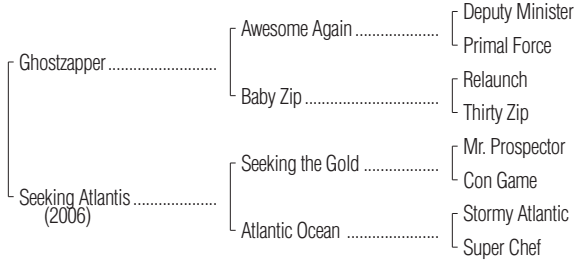 Deputy Minister
Awesome Again ..................
Primal Force
Ghostzapper .......................
Relaunch
Baby Zip .............................
Thirty Zip
Mr. Prospector
Seeking the Gold ................
Con Game
Seeking Atlantis .................
(2006)
Stormy Atlantic
Atlantic Ocean ...................
Super Chef